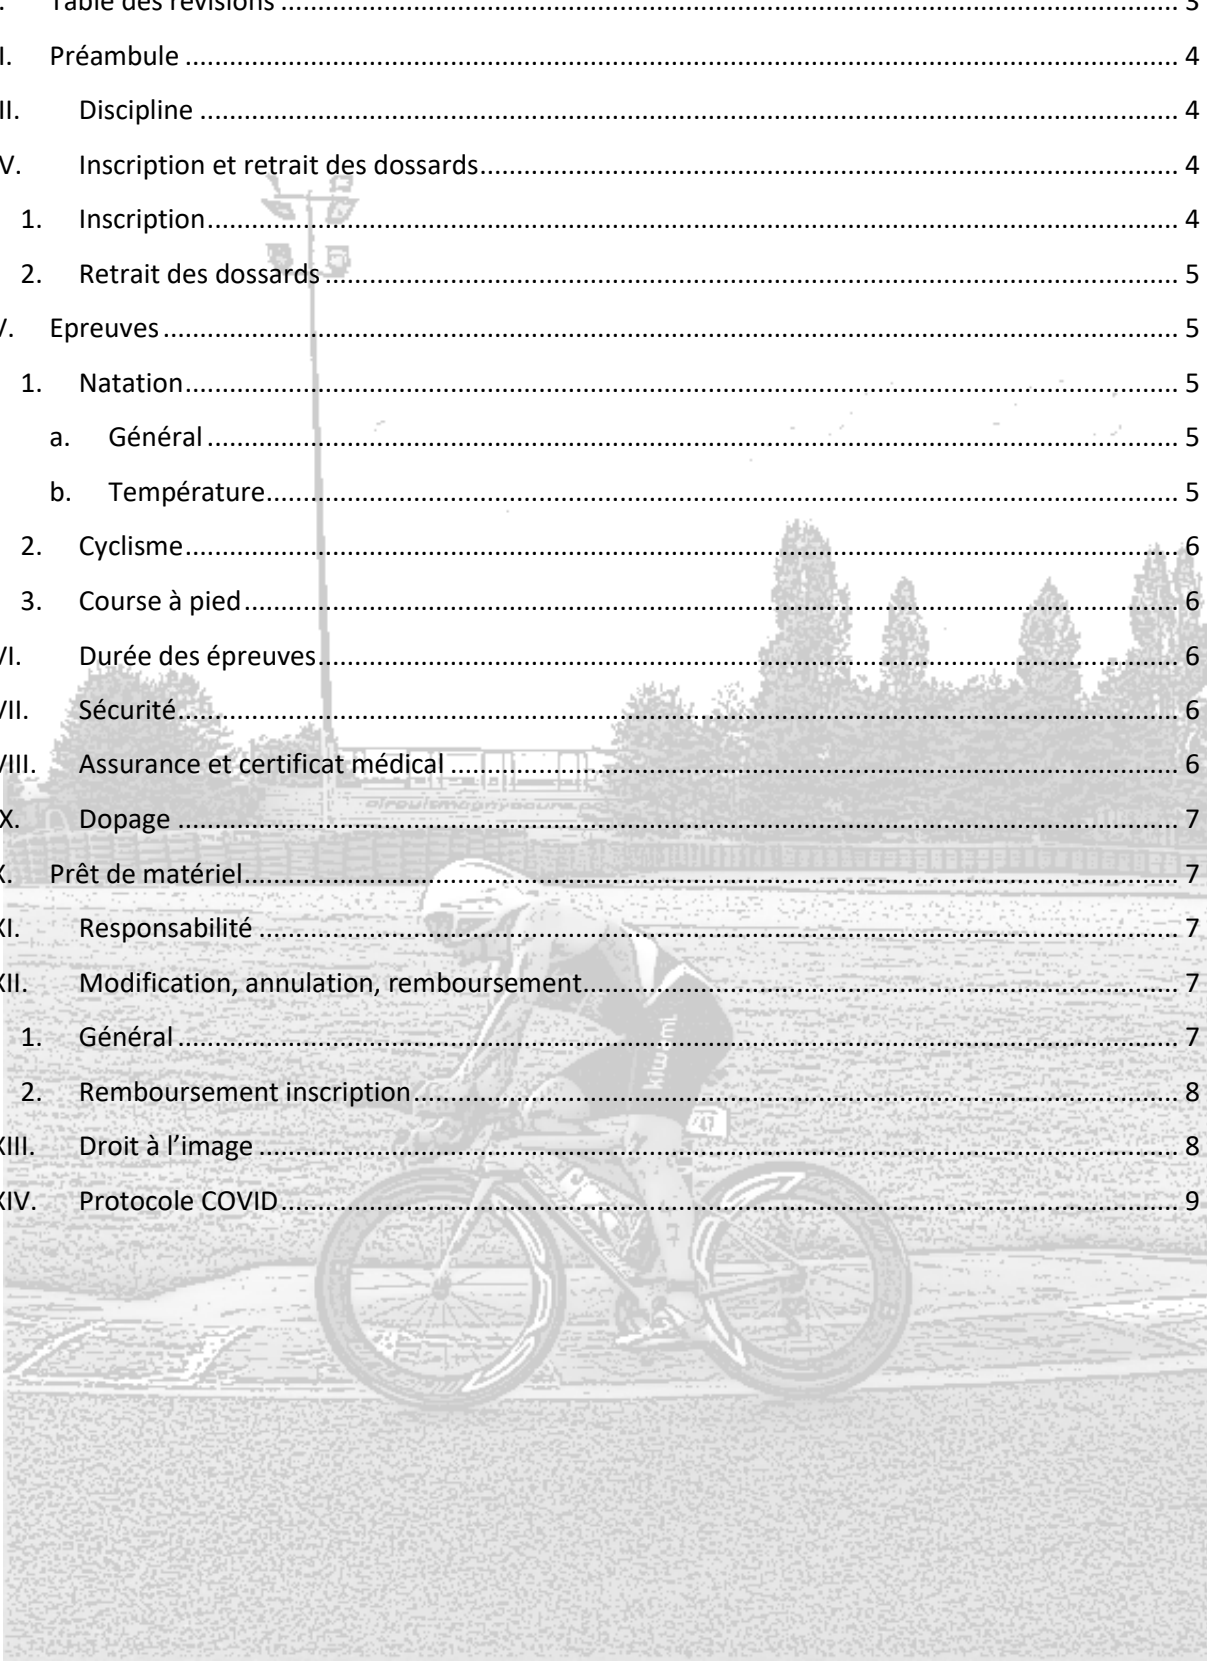 . Table des révisions 3
I. Préambule 4
II. Discipline 4
V. Inscription et retrait des dossards 4
1. Inscription 4
2. Retrait des dossards 5
V. Epreuves 5
1. Natation 5
a. Général 5
b. Température 5
2. Cyclisme 6
3. Course à pied 6
VI. Durée des épreuves 6
VII. Sécurité 6
VIII. Assurance et certificat médical 6
X. Dopage 7
X. Prêt de matériel 7
XI. Responsabilité 7
XII. Modification, annulation, remboursement 7
1. Général 7
2. Remboursement inscription 8
XIII. Droit à l’image 8
XIV. Protocole COVID 9